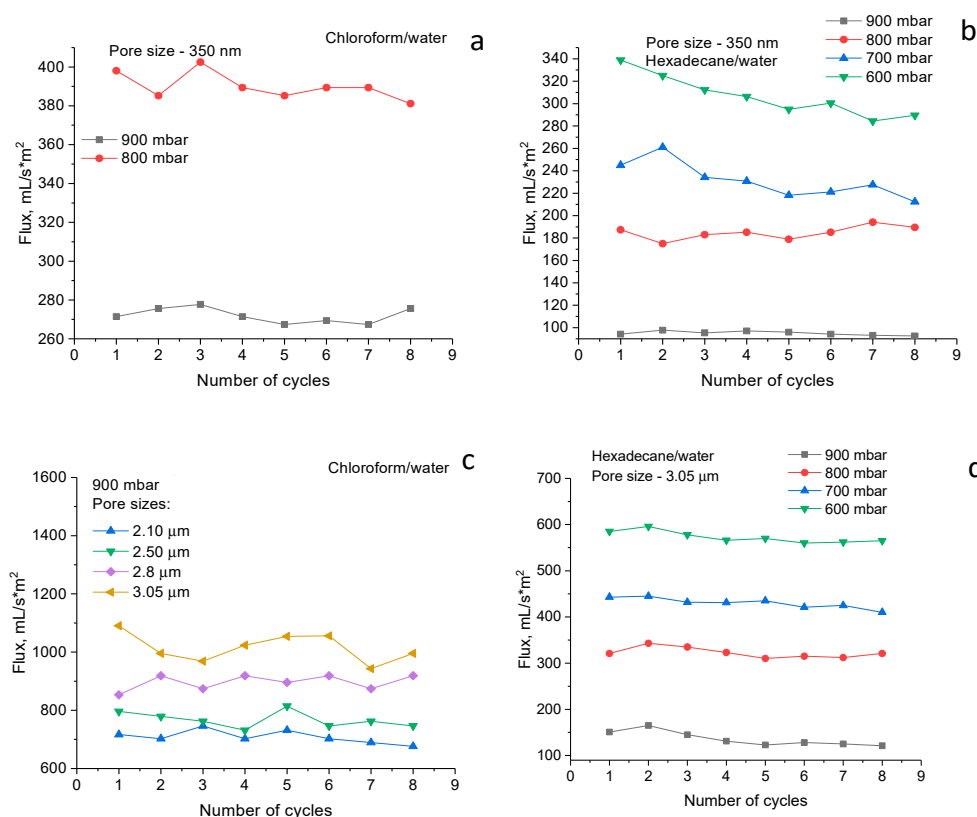 Chloroform/water
a
Pore size - 350 nm
900 mbar
800 mbar
400
380
360
340
320
300
280
260
Flux, mL/s*m²
0 1 2 3 4 5 6 7 8 9
Number of cycles
b
Pore size - 350 nm
Hexadecane/water
900 mbar
800 mbar
700 mbar
600 mbar
340
320
300
280
260
240
220
200
180
160
140
120
100
Flux, mL/s*m²
0 1 2 3 4 5 6 7 8 9
Number of cycles
Chloroform/water
c
900 mbar
Pore sizes:
2.10 μm
2.50 μm
2.8 μm
3.05 μm
1600
1400
1200
1000
800
600
Flux, mL/s*m²
0 1 2 3 4 5 6 7 8 9
Number of cycles
Hexadecane/water
Pore size - 3.05 μm
900 mbar
800 mbar
700 mbar
600 mbar
700
600
500
400
300
200
100
Flux, mL/s*m²
0 1 2 3 4 5 6 7 8 9
Number of cycles